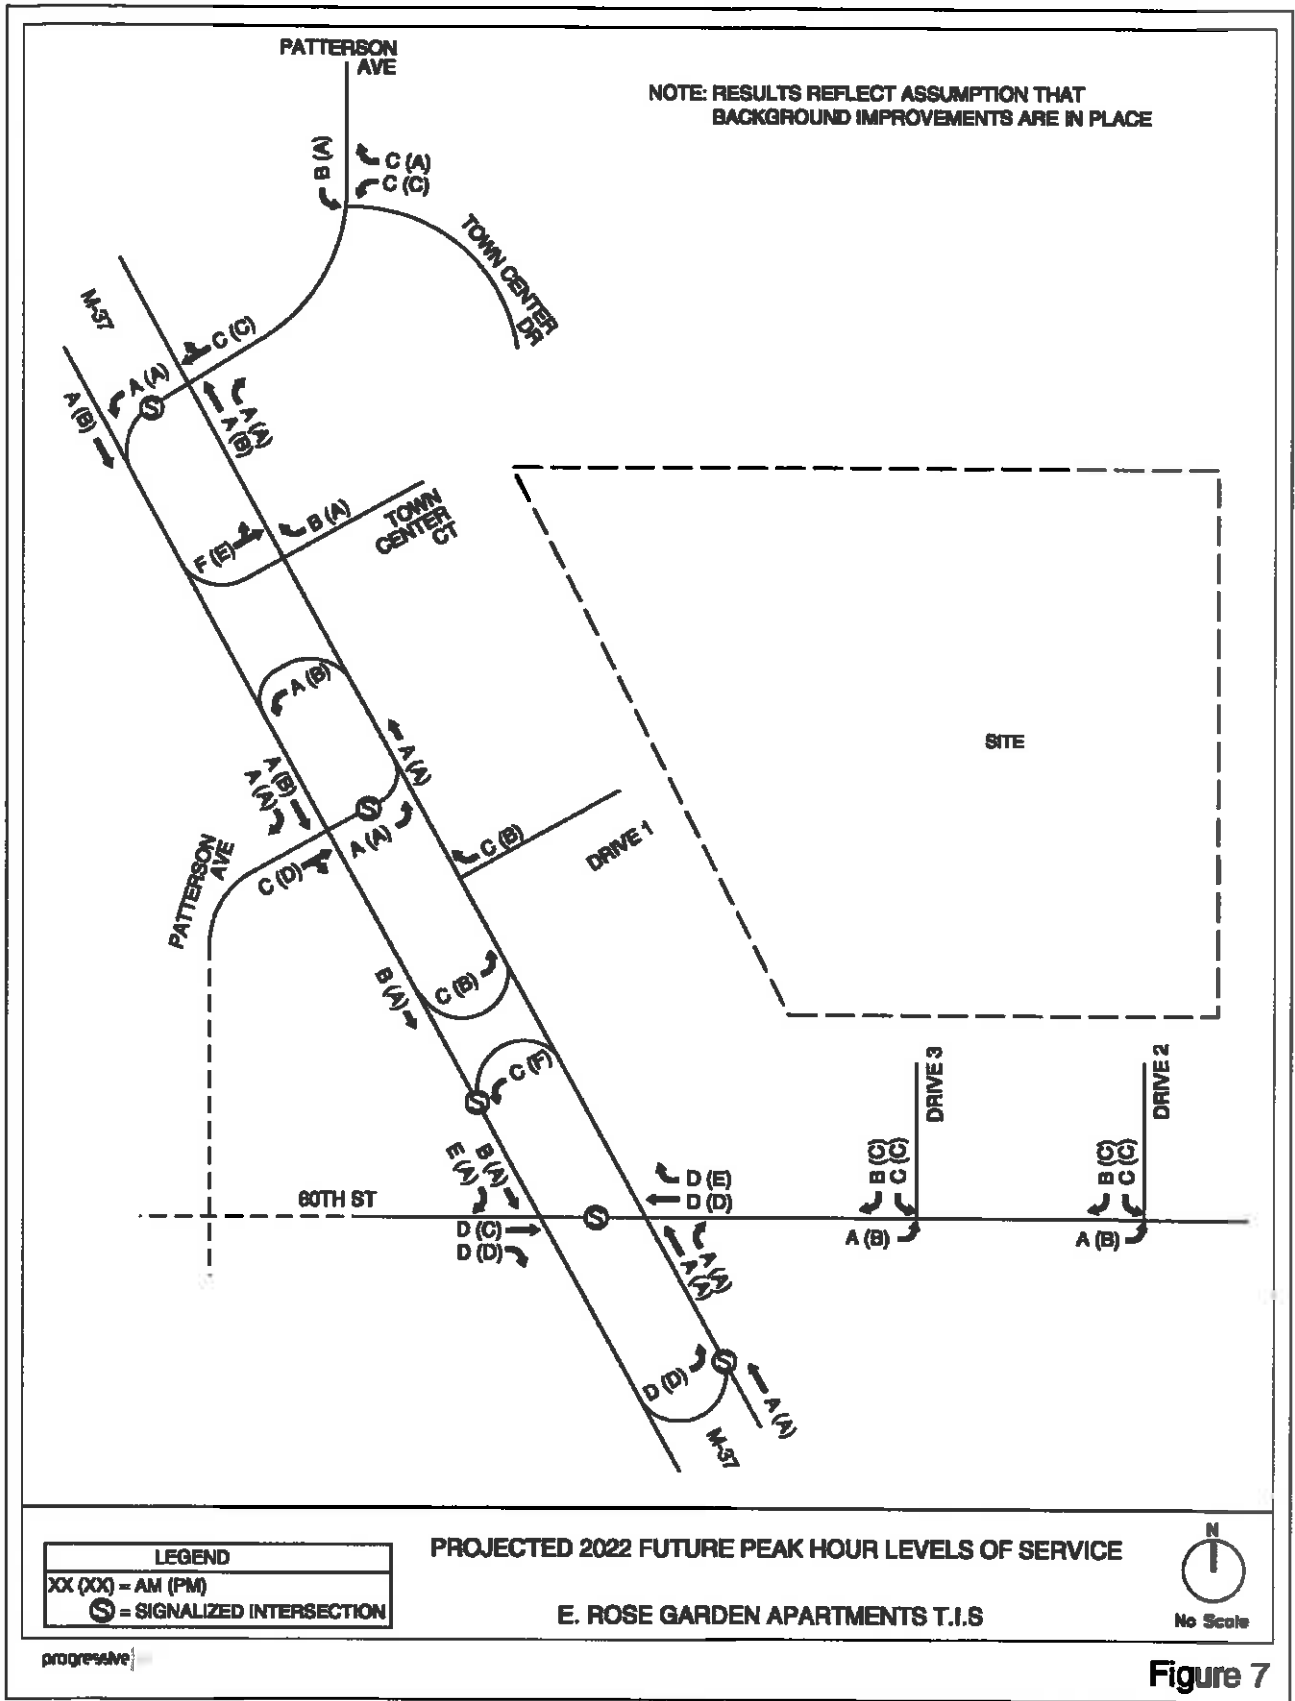 PATTERSON
AVE
NOTE: RESULTS REFLECT ASSUMPTION THAT
BACKGROUND IMPROVEMENTS ARE IN PLACE
B (A)
C (A)
C (C)
TOWN CENTER
DR
M-37
C (C)
A (A)
S
A (B)
A (A)
A (B)
B (A)
TOWN
CENTER
CT
F (E)
A (B)
SITE
A (A)
A (B)
A (A)
S
A (A)
C (B)
DRIVE 1
PATTERSON
AVE
C (D)
B (A)
C (B)
C (F)
S
DRIVE 3
DRIVE 2
B (A)
E (A)
B (C)
C (C)
B (C)
C (C)
60TH ST
D (E)
D (D)
S
D (C)
D (D)
A (B)
A (B)
A (A)
A (A)
D (D)
S
A (A)
M-37
LEGEND
XX (XX) = AM (PM)
S = SIGNALIZED INTERSECTION
PROJECTED 2022 FUTURE PEAK HOUR LEVELS OF SERVICE
E. ROSE GARDEN APARTMENTS T.I.S
N
No Scale
progressive
Figure 7